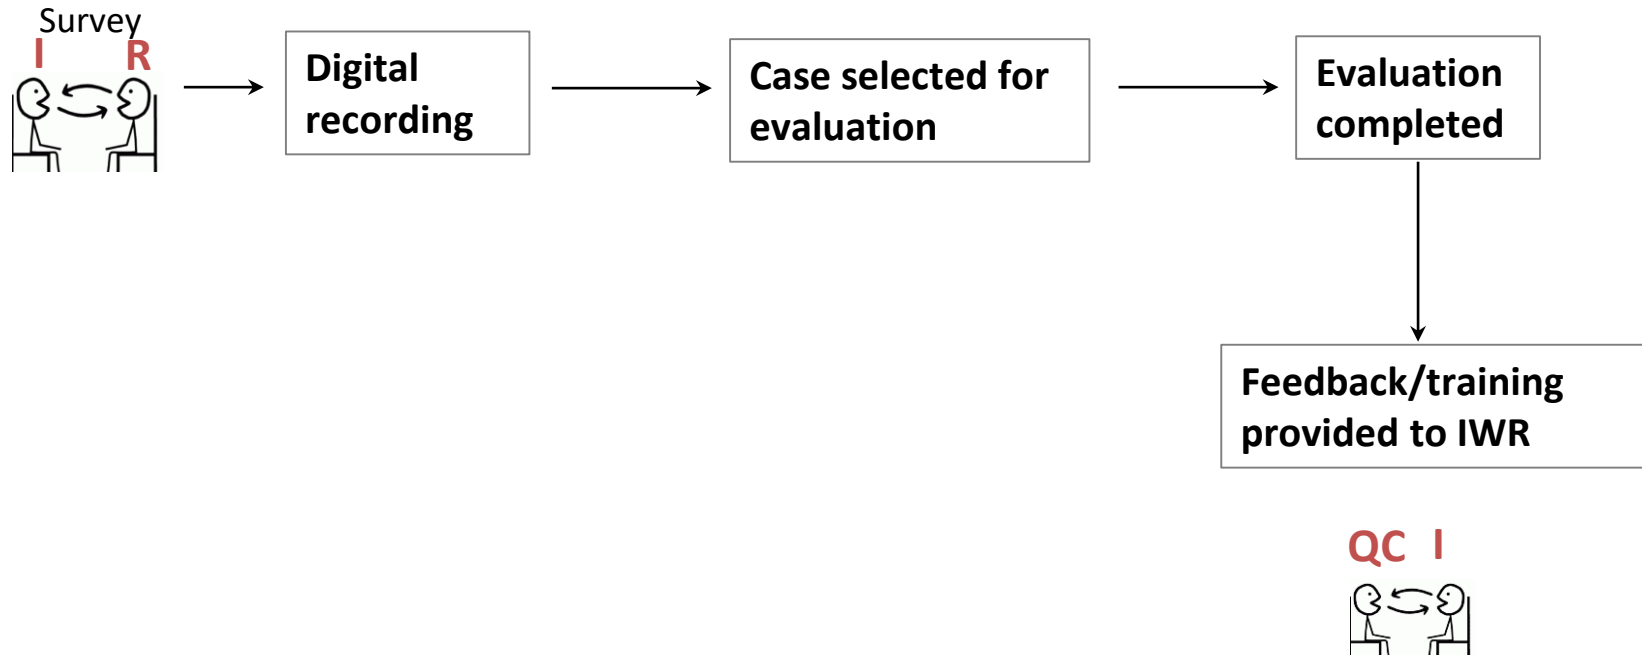 Survey
I R
Digital
recording
Case selected for
evaluation
Evaluation
completed
Feedback/training
provided to IWR
QC I